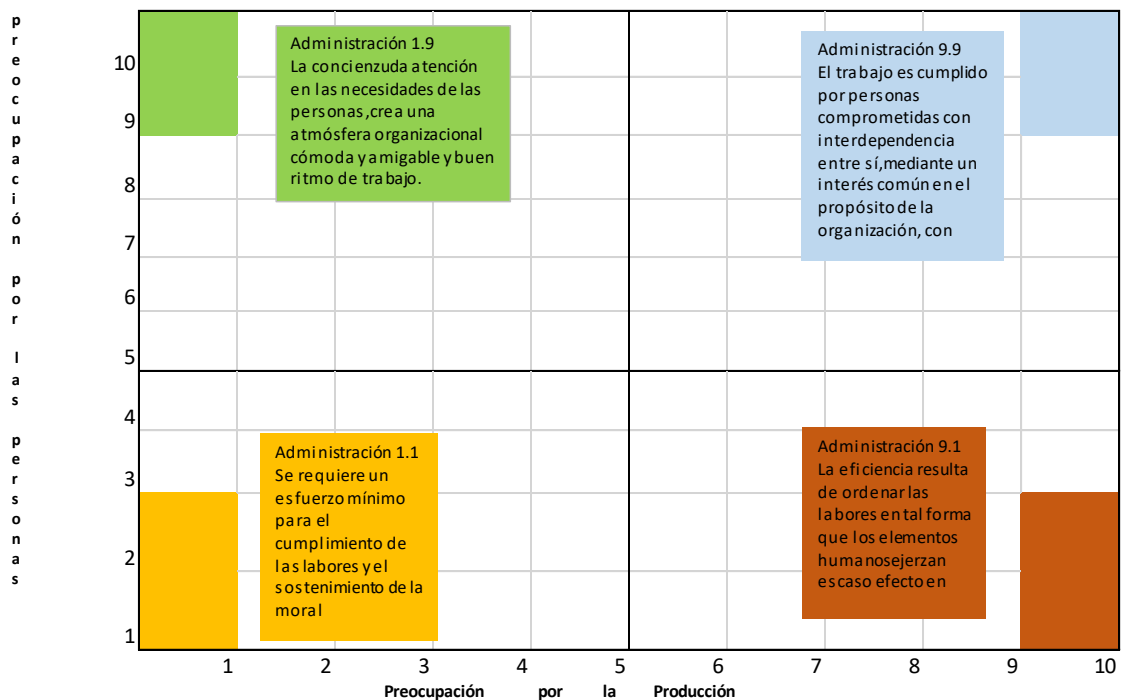 preocupación por las personas
10
9
8
7
6
5
4
3
2
1
Administración 1.9
La concienzuda atención
en las necesidades de las
personas,crea una
atmósfera organizacional
cómoda y amigable y buen
ritmo de trabajo.
Administración 9.9
El trabajo es cumplido
por personas
comprometidas con
interdependencia
entre sí,mediante un
interés común en el
propósito de la
organización, con
Administración 1.1
Se requiere un
esfuerzo mínimo
para el
cumplimiento de
las labores y el
sostenimiento de la
moral
Administración 9.1
La eficiencia resulta
de ordenar las
labores en tal forma
que los elementos
humanosejerzan
escaso efecto en
1 2 3 4 5 6 7 8 9 10
Preocupación por la Producción